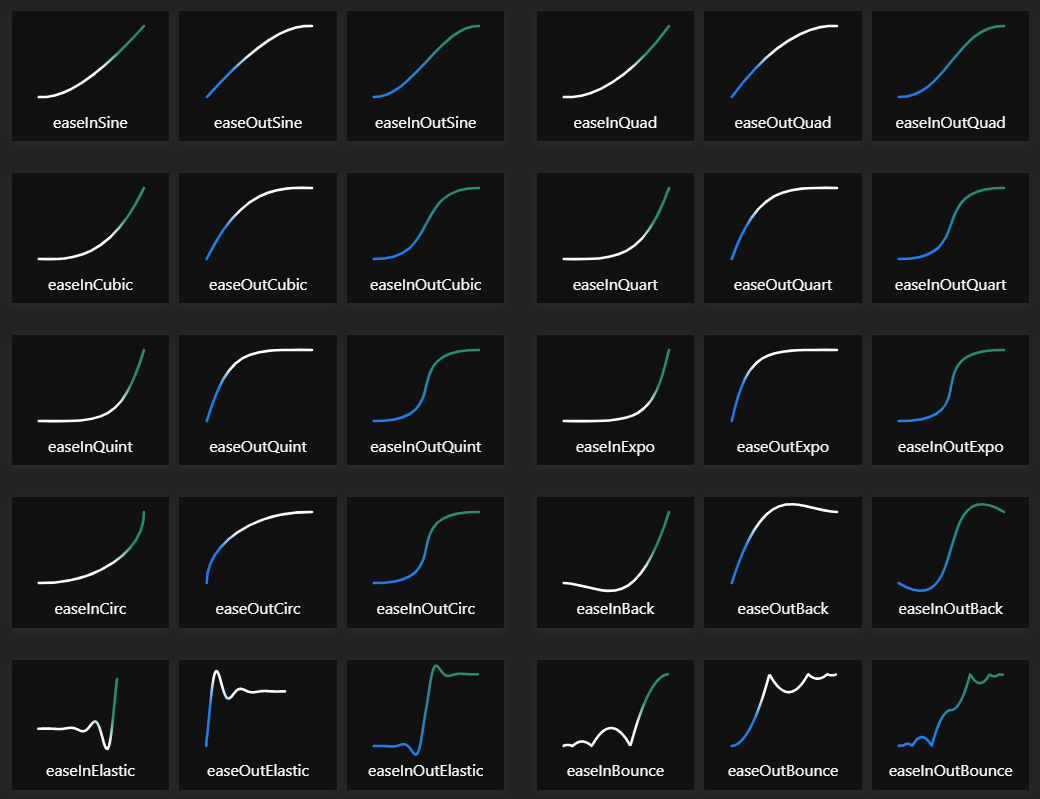 easeInSine
easeOutSine
easeInOutSine
easeInQuad
easeOutQuad
easeInOutQuad
easeInCubic
easeOutCubic
easeInOutCubic
easeInQuart
easeOutQuart
easeInOutQuart
easeInQuint
easeOutQuint
easeInOutQuint
easeInExpo
easeOutExpo
easeInOutExpo
easeInCirc
easeOutCirc
easeInOutCirc
easeInBack
easeOutBack
easeInOutBack
easeInElastic
easeOutElastic
easeInOutElastic
easeInBounce
easeOutBounce
easeInOutBounce